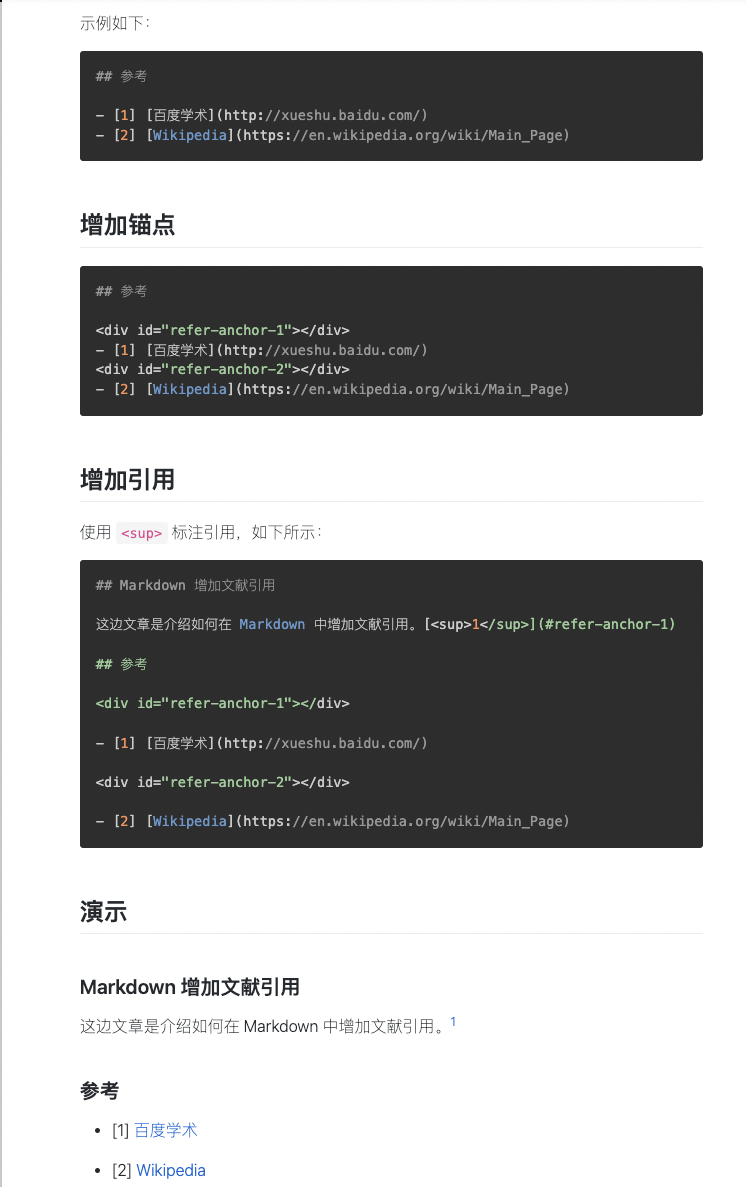 示例如下：
## 参考
- [1] [百度学术](http://xueshu.baidu.com/)
- [2] [Wikipedia](https://en.wikipedia.org/wiki/Main_Page)
增加锚点
## 参考
<div id="refer-anchor-1"></div>
- [1] [百度学术](http://xueshu.baidu.com/)
<div id="refer-anchor-2"></div>
- [2] [Wikipedia](https://en.wikipedia.org/wiki/Main_Page)
增加引用
使用 <sup> 标注引用，如下所示：
## Markdown 增加文献引用
这边文章是介绍如何在 Markdown 中增加文献引用。[<sup>1</sup>](#refer-anchor-1)
## 参考
<div id="refer-anchor-1"></div>
- [1] [百度学术](http://xueshu.baidu.com/)
<div id="refer-anchor-2"></div>
- [2] [Wikipedia](https://en.wikipedia.org/wiki/Main_Page)
演示
Markdown 增加文献引用
这边文章是介绍如何在 Markdown 中增加文献引用。1
参考
• [1] 百度学术
• [2] Wikipedia